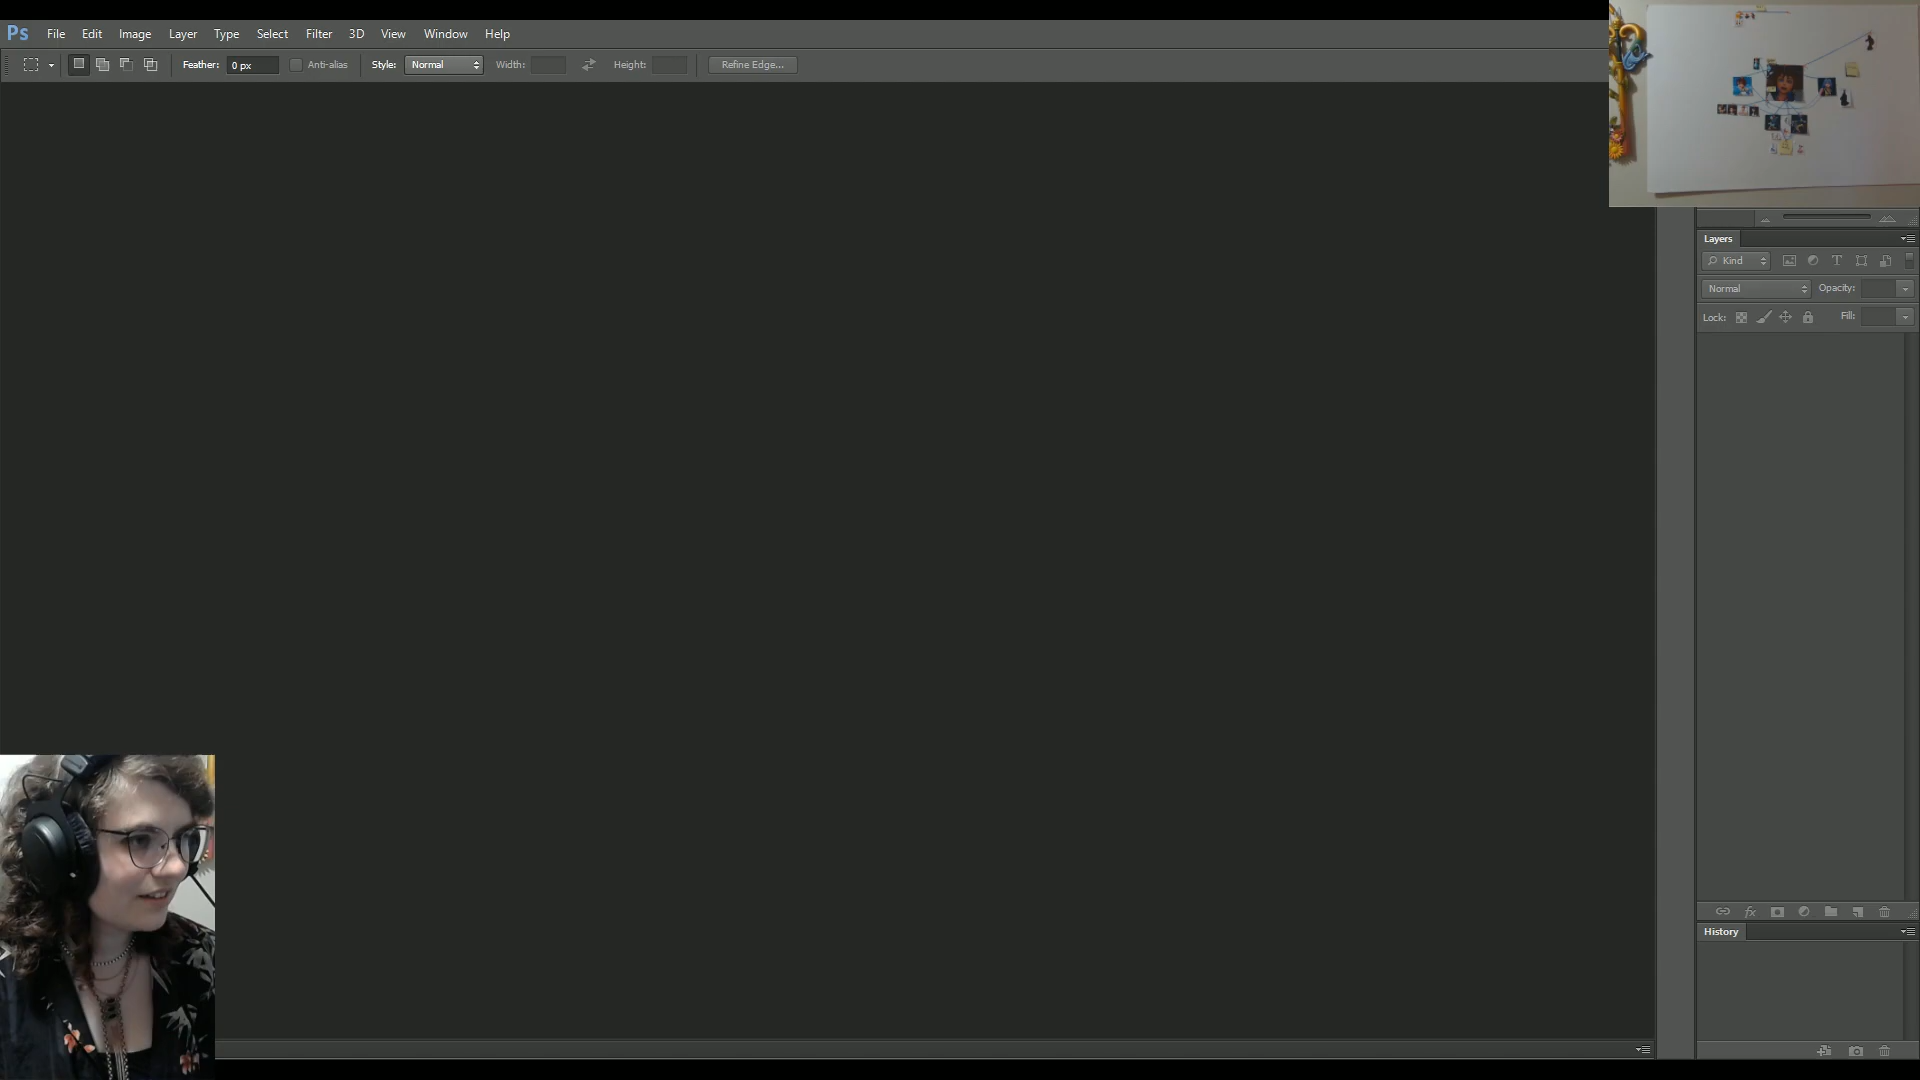 Ps File Edit Image Layer Type Select Filter 3D View Window Help
Feather: 0 px Anti-alias Style: Normal Width: Height: Refine Edge...
Layers
Kind
Normal Opacity:
Lock: Fill:
History